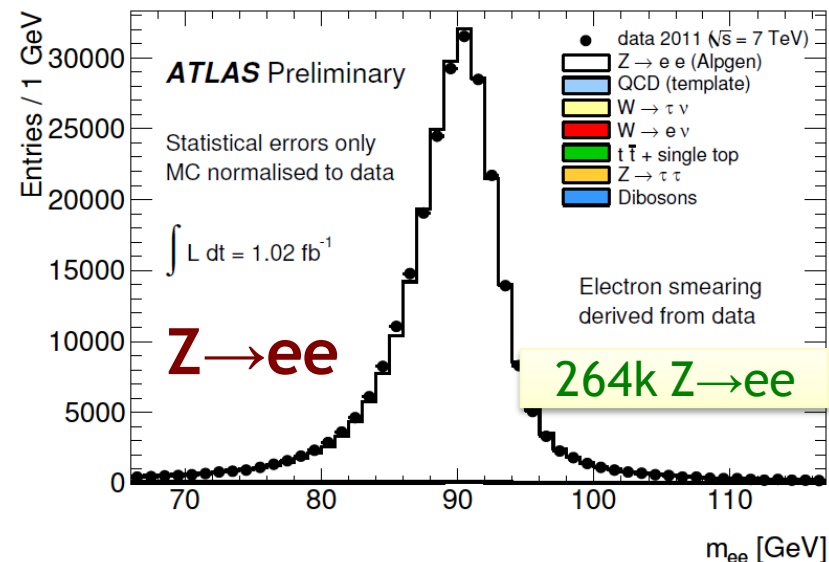 Entries / 1 GeV
30000
25000
20000
15000
10000
5000
0
70
80
90
100
110
m_ee [GeV]
ATLAS Preliminary
Statistical errors only
MC normalised to data
∫ L dt = 1.02 fb⁻¹
Z→ee
data 2011 (√s = 7 TeV)
Z → e e (Alpgen)
QCD (template)
W → τ ν
W → e ν
t t̄ + single top
Z → τ τ
Dibosons
Electron smearing
derived from data
264k Z→ee